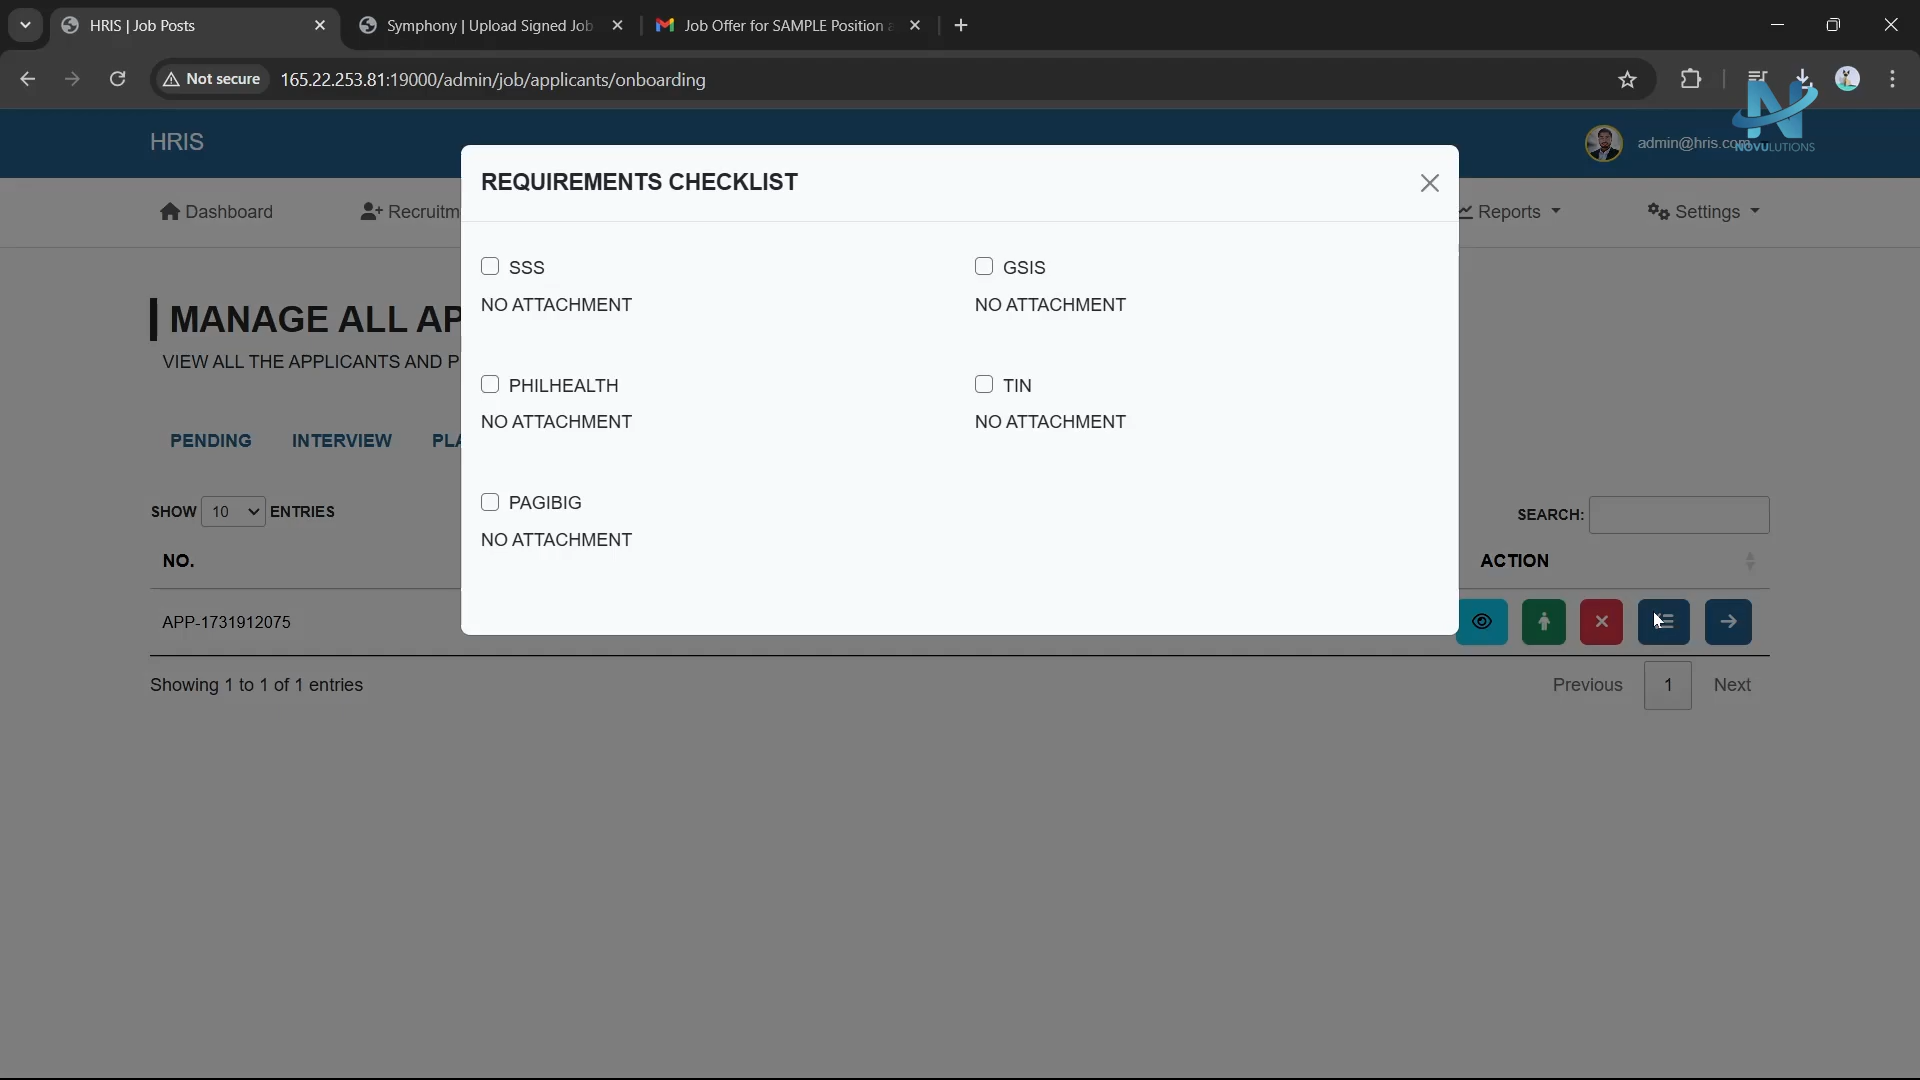 HRIS | Job Posts
Symphony | Upload Signed Job
Job Offer for SAMPLE Position
Not secure
165.22.253.81:19000/admin/job/applicants/onboarding
HRIS
admin@hris.com
NOVULUTIONS
REQUIREMENTS CHECKLIST
Dashboard
Recruitm
Reports
Settings
SSS
GSIS
NO ATTACHMENT
NO ATTACHMENT
MANAGE ALL AP
VIEW ALL THE APPLICANTS AND P
PHILHEALTH
TIN
NO ATTACHMENT
NO ATTACHMENT
PENDING
INTERVIEW
PLA
PAGIBIG
NO ATTACHMENT
SHOW 10 ENTRIES
SEARCH:
NO.
ACTION
APP-1731912075
Showing 1 to 1 of 1 entries
Previous
1
Next